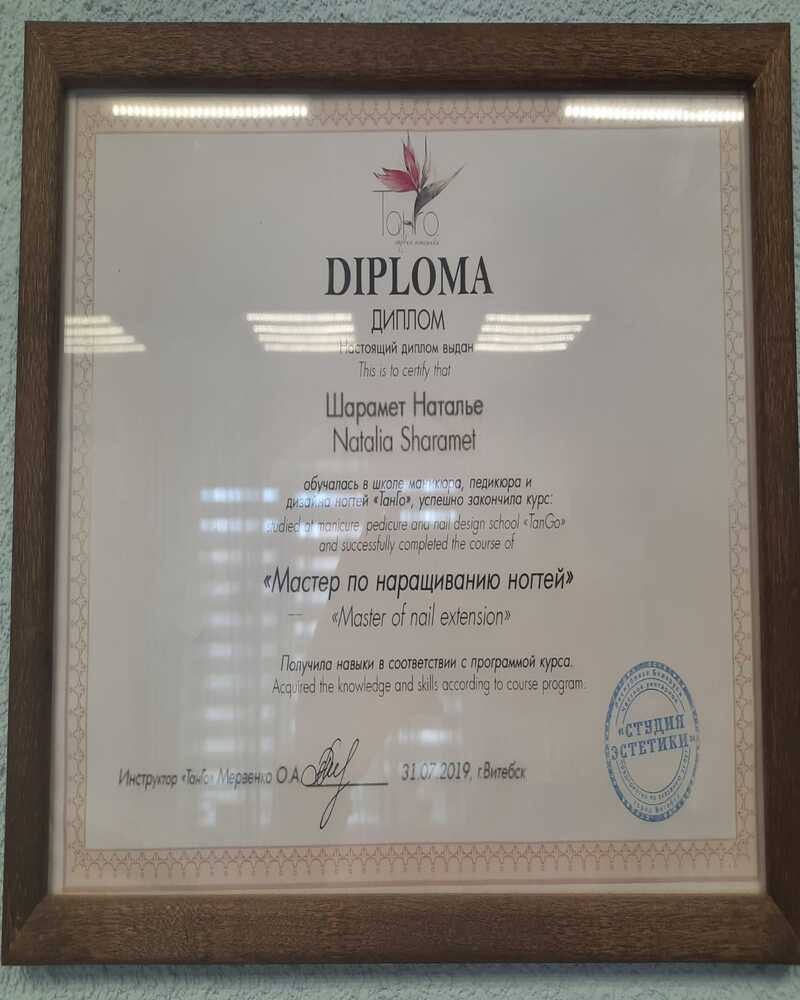 ТанГо
DIPLOMA
ДИПЛОМ
Настоящий диплом выдан
This is to certify that
Шарамет Наталье
Natalia Sharamet
обучалась в школе маникюра, педикюра и
дизайна ногтей «ТанГо», успешно закончила курс:
studied at manicure, pedicure and nail design school «TanGo»
and successfully completed the course of
«Мастер по наращиванию ногтей»
«Master of nail extension»
Получила навыки в соответствии с программой курса.
Acquired the knowledge and skills according to course program.
Инструктор «ТанГо» Мерзенко О.А.
31.07.2019, г.Витебск
Республика Беларусь
«СТУДИЯ
ЭСТЕТИКИ»